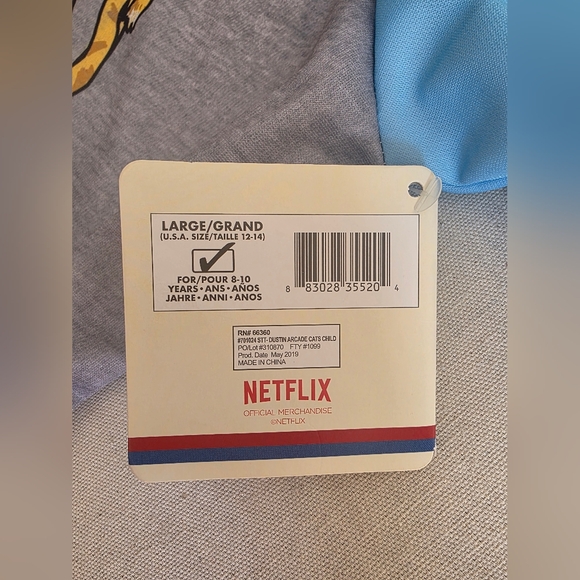 LARGE/GRAND
(U.S.A. SIZE/TAILLE 12-14)
FOR/POUR 8-10
YEARS • ANS • AÑOS
JAHRE • ANNI • ANOS
8 83028 35520 4
RN# 66360
#701024 STT- DUSTIN ARCADE CATS CHILD
PO/Lot #310870 FTY #1099
Prod. Date May 2019
MADE IN CHINA
NETFLIX
OFFICIAL MERCHANDISE
©NETFLIX